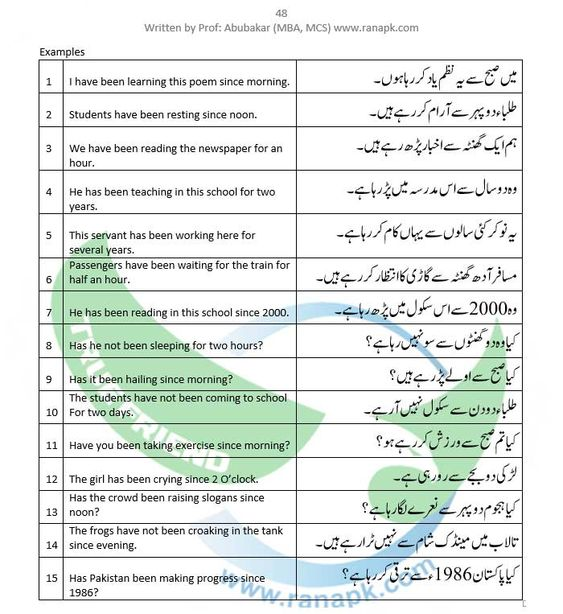 48
Written by Prof: Abubakar (MBA, MCS) www.ranapk.com
Examples
1 I have been learning this poem since morning. میں صبح سے یہ نظم یاد کر رہا ہوں۔
2 Students have been resting since noon. طلباء دوپہر سے آرام کر رہے ہیں۔
3 We have been reading the newspaper for an ہم ایک گھنٹہ سے اخبار پڑھ رہے ہیں۔
hour.
4 He has been teaching in this school for two وہ دو سال سے اس مدرسہ میں پڑ رہا ہے۔
years.
5 This servant has been working here for یہ نوکر کئی سالوں سے یہاں کام کر رہا ہے۔
several years.
6 Passengers have been waiting for the train for مسافر آدھ گھنٹہ سے گاڑی کا انتظار کر رہے ہیں۔
half an hour.
7 He has been reading in this school since 2000. وہ 2000 سے اس سکول میں پڑھ رہا ہے۔
8 Has he not been sleeping for two hours? کیا وہ دو گھنٹوں سے سو نہیں رہا ہے؟
9 Has it been hailing since morning? کیا صبح سے اولے پڑ رہے ہیں؟
10 The students have not been coming to school طلباء دو دن سے سکول نہیں آ رہے۔
For two days.
11 Have you been taking exercise since morning? کیا تم صبح سے ورزش کر رہے ہو؟
12 The girl has been crying since 2 O’clock. لڑکی دو بجے سے رو رہی ہے۔
13 Has the crowd been raising slogans since کیا ہجوم دوپہر سے نعرے لگا رہا ہے؟
noon?
14 The frogs have not been croaking in the tank تالاب میں مینڈک شام سے نہیں ٹرا رہے ہیں۔
since evening.
15 Has Pakistan been making progress since کیا پاکستان 1986ء سے ترقی کر رہا ہے؟
1986?
TRUEFRIEND
www.ranapk.com